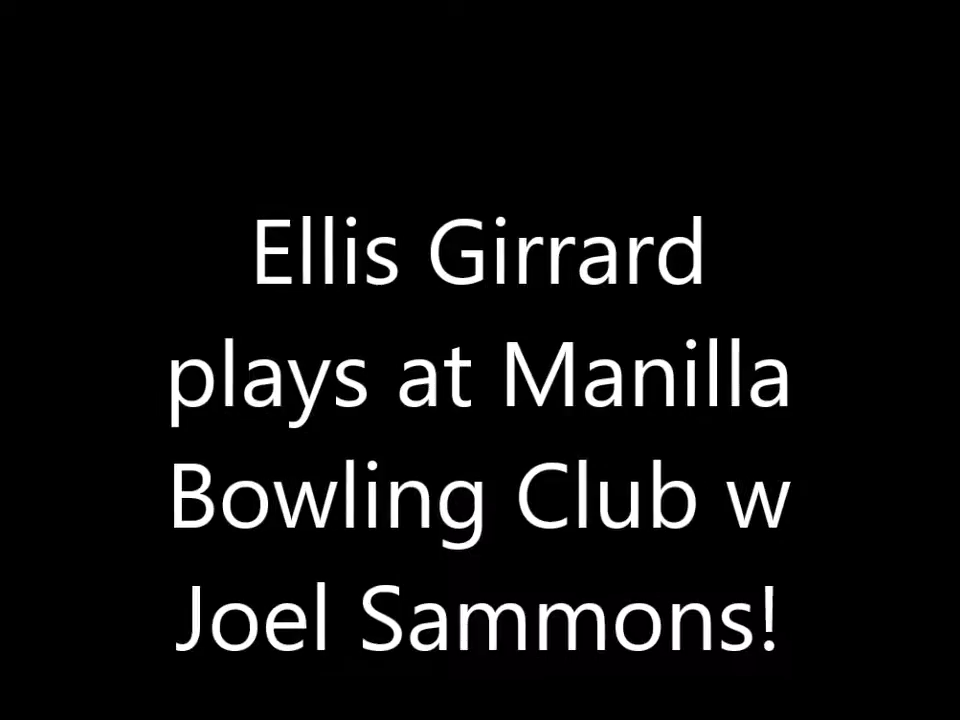 Ellis Girrard
plays at Manilla
Bowling Club w
Joel Sammons!